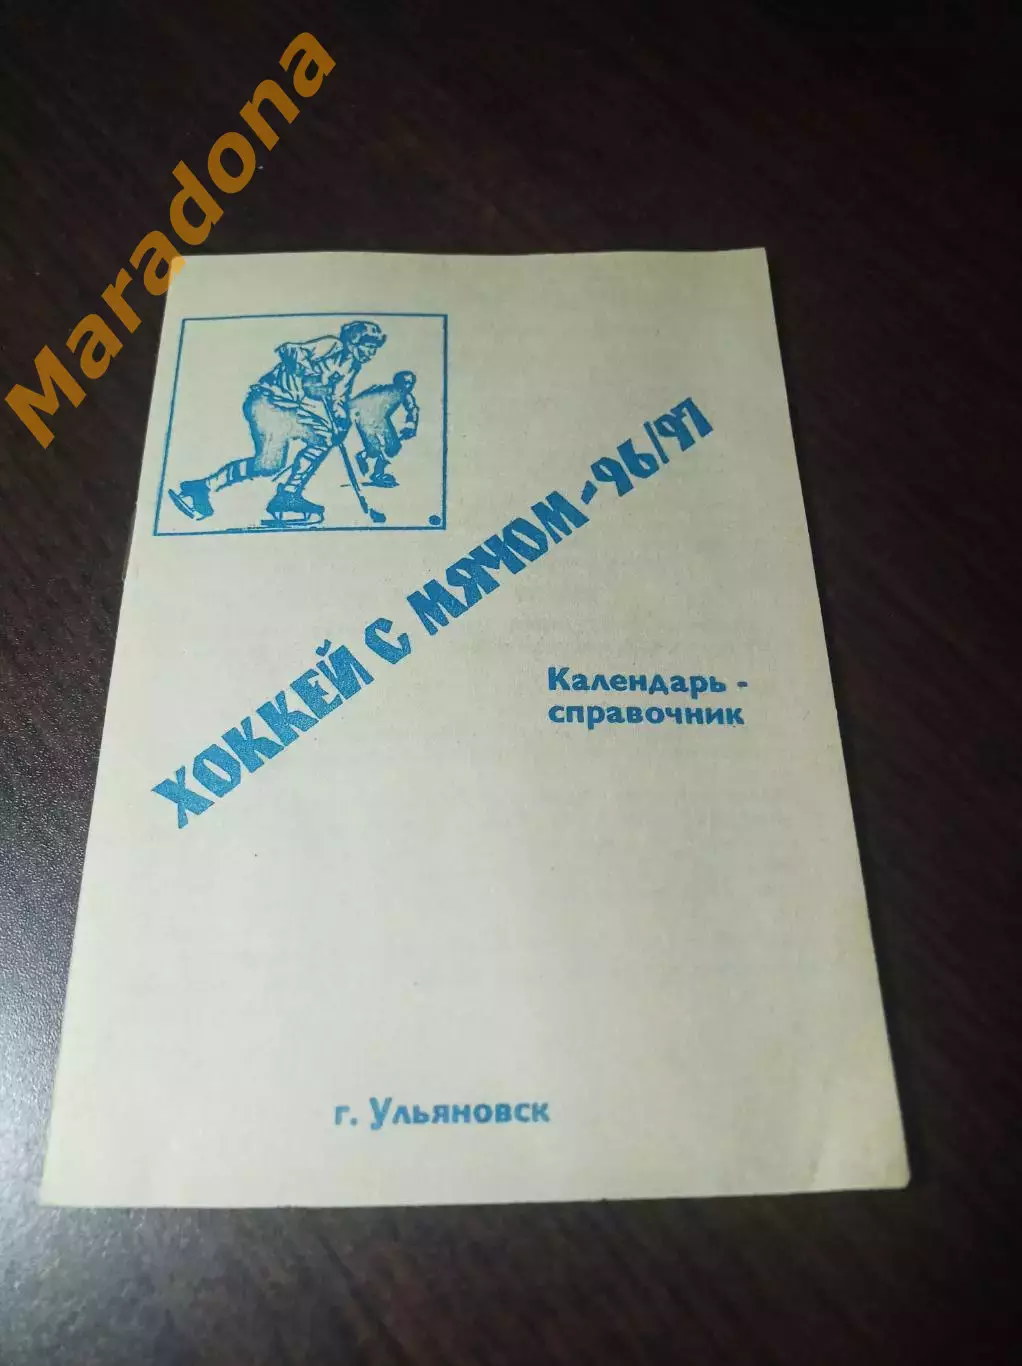 Maradona
ХОККЕЙ С МЯЧОМ - 96/97
Календарь -
справочник
г. Ульяновск